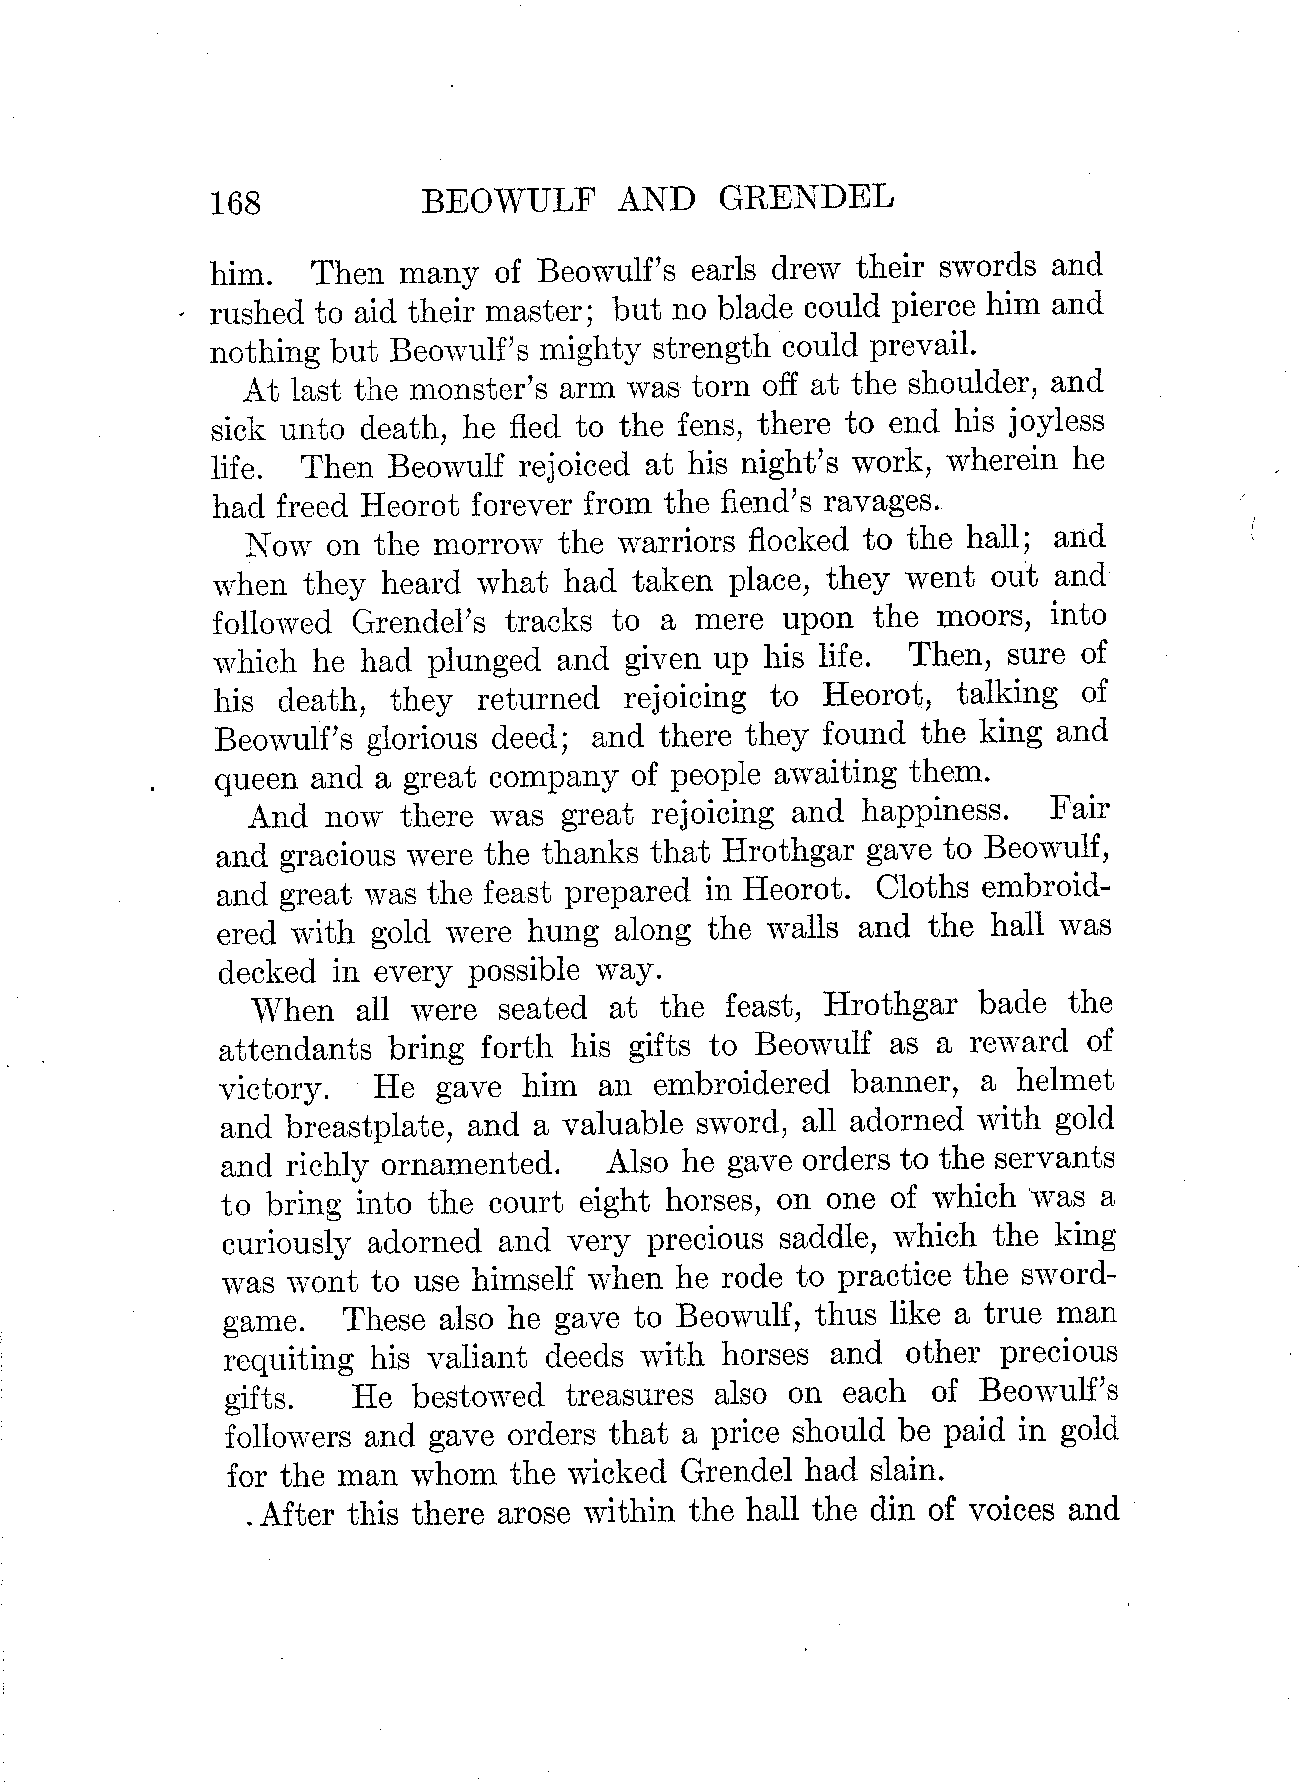 168 BEOWULF AND GRENDEL
him. Then many of Beowulf's earls drew their swords and
rushed to aid their master; but no blade could pierce him and
nothing but Beowulf's mighty strength could prevail.
At last the monster's arm was torn off at the shoulder, and
sick unto death, he fled to the fens, there to end his joyless
life. Then Beowulf rejoiced at his night's work, wherein he
had freed Heorot forever from the fiend's ravages.
Now on the morrow the warriors flocked to the hall; and
when they heard what had taken place, they went out and
followed Grendel's tracks to a mere upon the moors, into
which he had plunged and given up his life. Then, sure of
his death, they returned rejoicing to Heorot, talking of
Beowulf's glorious deed; and there they found the king and
queen and a great company of people awaiting them.
And now there was great rejoicing and happiness. Fair
and gracious were the thanks that Hrothgar gave to Beowulf,
and great was the feast prepared in Heorot. Cloths embroid-
ered with gold were hung along the walls and the hall was
decked in every possible way.
When all were seated at the feast, Hrothgar bade the
attendants bring forth his gifts to Beowulf as a reward of
victory. He gave him an embroidered banner, a helmet
and breastplate, and a valuable sword, all adorned with gold
and richly ornamented. Also he gave orders to the servants
to bring into the court eight horses, on one of which was a
curiously adorned and very precious saddle, which the king
was wont to use himself when he rode to practice the sword-
game. These also he gave to Beowulf, thus like a true man
requiting his valiant deeds with horses and other precious
gifts. He bestowed treasures also on each of Beowulf's
followers and gave orders that a price should be paid in gold
for the man whom the wicked Grendel had slain.
After this there arose within the hall the din of voices and